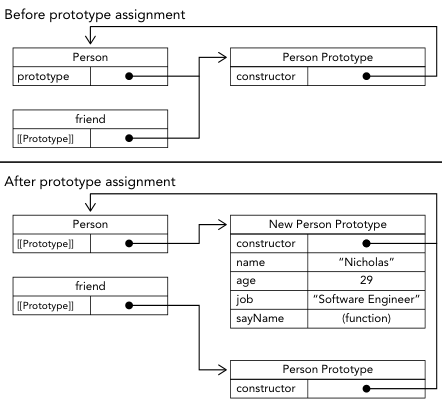 Before prototype assignment
Person
prototype
Person Prototype
constructor
friend
[[Prototype]]
After prototype assignment
Person
[[Prototype]]
New Person Prototype
constructor
name "Nicholas"
age 29
job "Software Engineer"
sayName (function)
friend
[[Prototype]]
Person Prototype
constructor